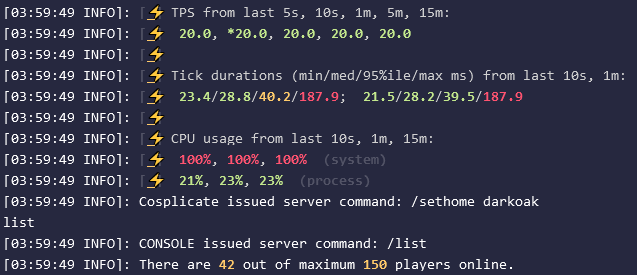 [03:59:49 INFO]: [⚡] TPS from last 5s, 10s, 1m, 5m, 15m:
[03:59:49 INFO]: [⚡] 20.0, *20.0, 20.0, 20.0, 20.0
[03:59:49 INFO]: [⚡]
[03:59:49 INFO]: [⚡] Tick durations (min/med/95%ile/max ms) from last 10s, 1m:
[03:59:49 INFO]: [⚡] 23.4/28.8/40.2/187.9; 21.5/28.2/39.5/187.9
[03:59:49 INFO]: [⚡]
[03:59:49 INFO]: [⚡] CPU usage from last 10s, 1m, 15m:
[03:59:49 INFO]: [⚡] 100%, 100%, 100% (system)
[03:59:49 INFO]: [⚡] 21%, 23%, 23% (process)
[03:59:49 INFO]: Cosplicate issued server command: /sethome darkoak
list
[03:59:49 INFO]: CONSOLE issued server command: /list
[03:59:49 INFO]: There are 42 out of maximum 150 players online.